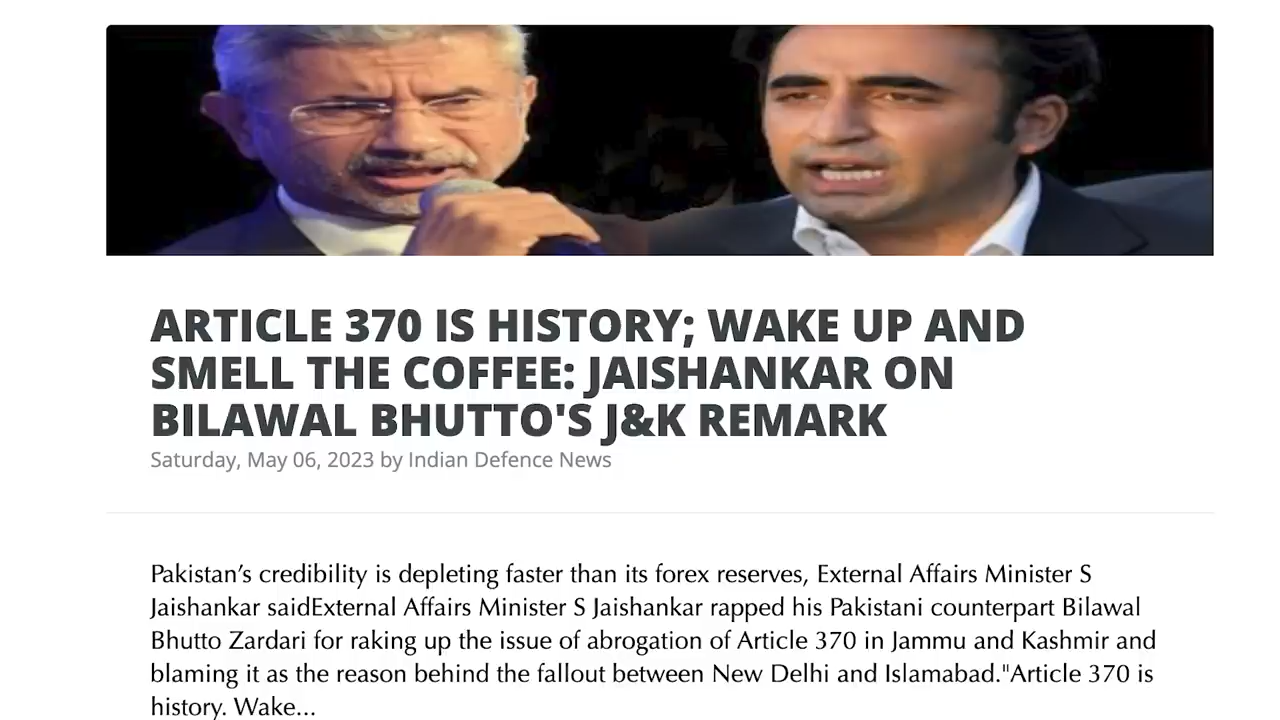 ARTICLE 370 IS HISTORY; WAKE UP AND
SMELL THE COFFEE: JAISHANKAR ON
BILAWAL BHUTTO'S J&K REMARK
Saturday, May 06, 2023 by Indian Defence News
Pakistan’s credibility is depleting faster than its forex reserves, External Affairs Minister S
Jaishankar saidExternal Affairs Minister S Jaishankar rapped his Pakistani counterpart Bilawal
Bhutto Zardari for raking up the issue of abrogation of Article 370 in Jammu and Kashmir and
blaming it as the reason behind the fallout between New Delhi and Islamabad."Article 370 is
history. Wake...